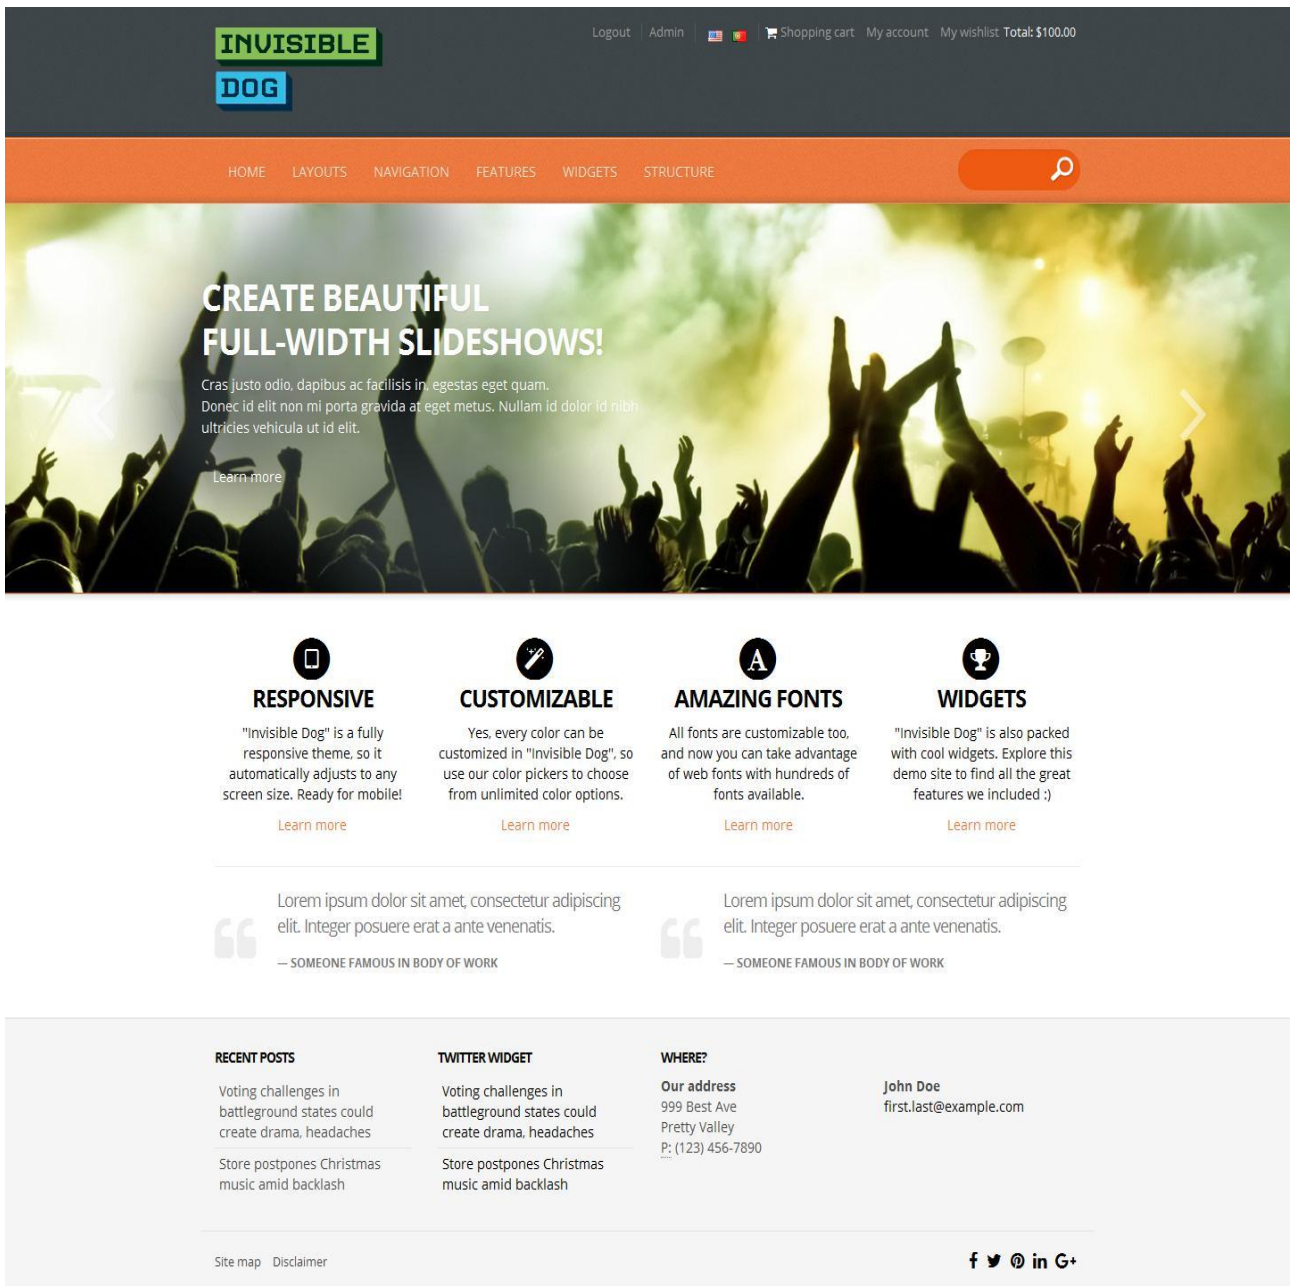 INVISIBLE
DOG
Logout Admin Shopping cart My account My wishlist Total: $100.00
HOME LAYOUTS NAVIGATION FEATURES WIDGETS STRUCTURE
CREATE BEAUTIFUL
FULL-WIDTH SLIDESHOWS!
Cras justo odio, dapibus ac facilisis in, egestas eget quam.
Donec id elit non mi porta gravida at eget metus. Nullam id dolor id nibh
ultricies vehicula ut id elit.
Learn more
RESPONSIVE
"Invisible Dog" is a fully
responsive theme, so it
automatically adjusts to any
screen size. Ready for mobile!
Learn more
CUSTOMIZABLE
Yes, every color can be
customized in "Invisible Dog", so
use our color pickers to choose
from unlimited color options.
Learn more
A
AMAZING FONTS
All fonts are customizable too,
and now you can take advantage
of web fonts with hundreds of
fonts available.
Learn more
WIDGETS
"Invisible Dog" is also packed
with cool widgets. Explore this
demo site to find all the great
features we included :)
Learn more
Lorem ipsum dolor sit amet, consectetur adipiscing
elit. Integer posuere erat a ante venenatis.
— SOMEONE FAMOUS IN BODY OF WORK
Lorem ipsum dolor sit amet, consectetur adipiscing
elit. Integer posuere erat a ante venenatis.
— SOMEONE FAMOUS IN BODY OF WORK
RECENT POSTS
Voting challenges in
battleground states could
create drama, headaches
Store postpones Christmas
music amid backlash
TWITTER WIDGET
Voting challenges in
battleground states could
create drama, headaches
Store postpones Christmas
music amid backlash
WHERE?
Our address
999 Best Ave
Pretty Valley
P: (123) 456-7890
John Doe
first.last@example.com
Site map Disclaimer